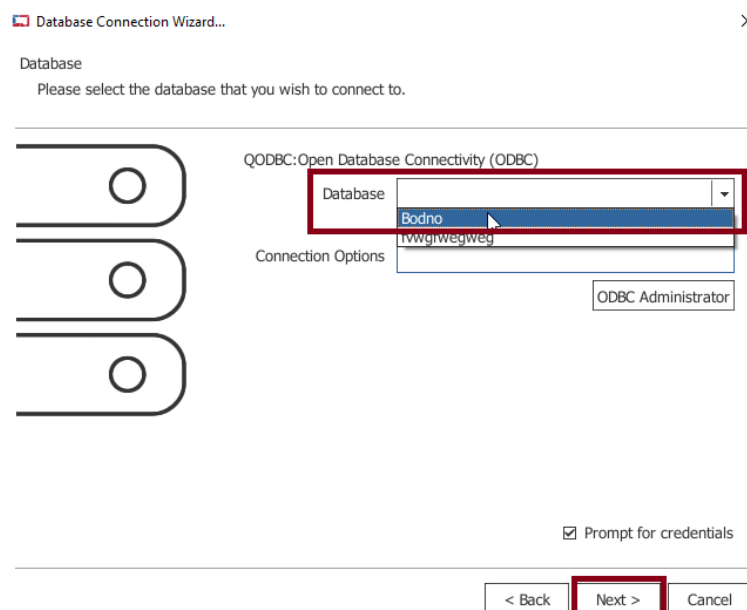 Database Connection Wizard...
Database
Please select the database that you wish to connect to.
QODBC:Open Database Connectivity (ODBC)
Database
Bodno
Connection Options
ODBC Administrator
Prompt for credentials
< Back
Next >
Cancel